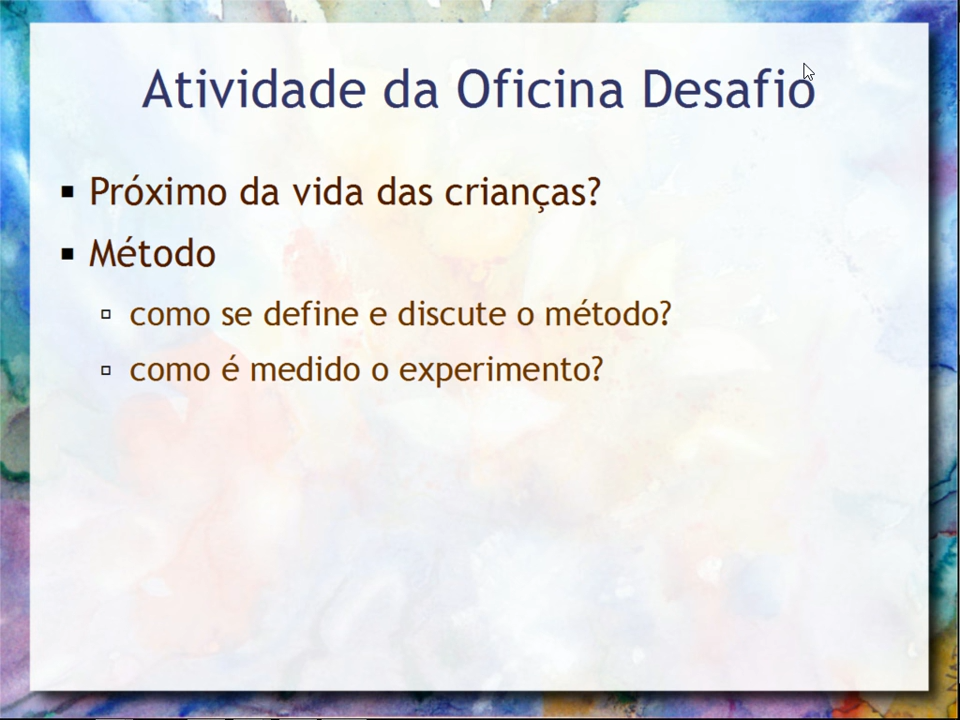 Atividade da Oficina Desafio
Próximo da vida das crianças?
Método
como se define e discute o método?
como é medido o experimento?